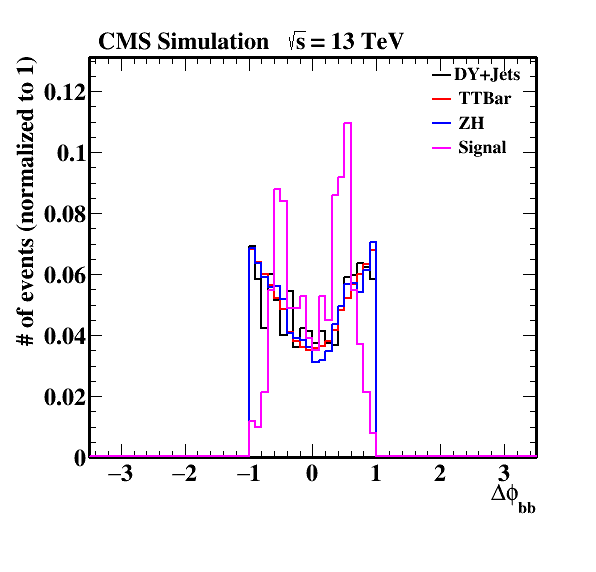 CMS Simulation √s = 13 TeV
# of events (normalized to 1)
0.12
0.1
0.08
0.06
0.04
0.02
0
DY+Jets
TTBar
ZH
Signal
−3 −2 −1 0 1 2 3
Δϕbb